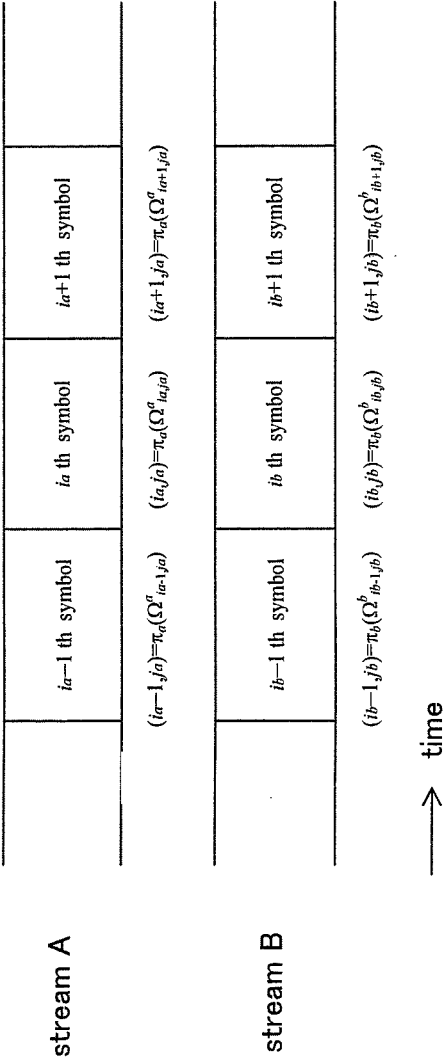 stream A
ia−1 th symbol
ia th symbol
ia+1 th symbol
(ia−1,ja)=πa(Ωᵃia-1,ja)
(ia,ja)=πa(Ωᵃia,ja)
(ia+1,ja)=πa(Ωᵃia+1,ja)
stream B
ib−1 th symbol
ib th symbol
ib+1 th symbol
(ib−1,jb)=πb(Ωᵇib-1,jb)
(ib,jb)=πb(Ωᵇib,jb)
(ib+1,jb)=πb(Ωᵇib+1,jb)
time